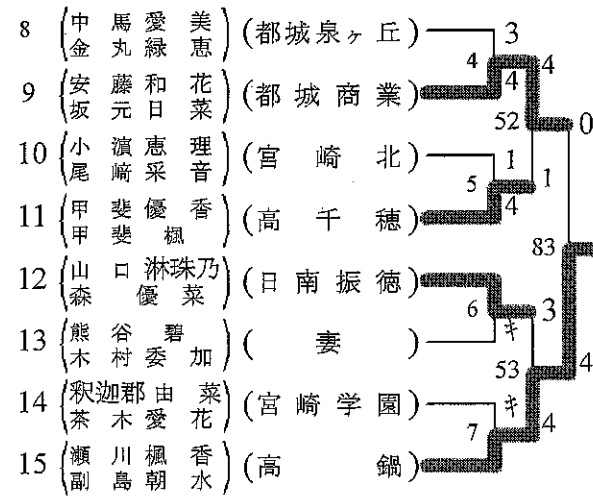 8 (中馬愛美 金丸緑恵) (都城泉ヶ丘) 3
4 4 4
9 (安藤和花 坂元日菜) (都城商業)
52 0
10 (小濵恵理 尾﨑采音) (宮崎北) 1
5 4 1
11 (甲斐優香 甲斐楓) (高千穂)
83
12 (山口淋珠乃 森優菜) (日南振徳)
6 3
13 (熊谷碧 木村委加) (妻) キ
53 4
14 (釈迦郡由菜 茶木愛花) (宮崎学園) キ
7 4
15 (瀬川楓香 副島朝水) (高鍋)